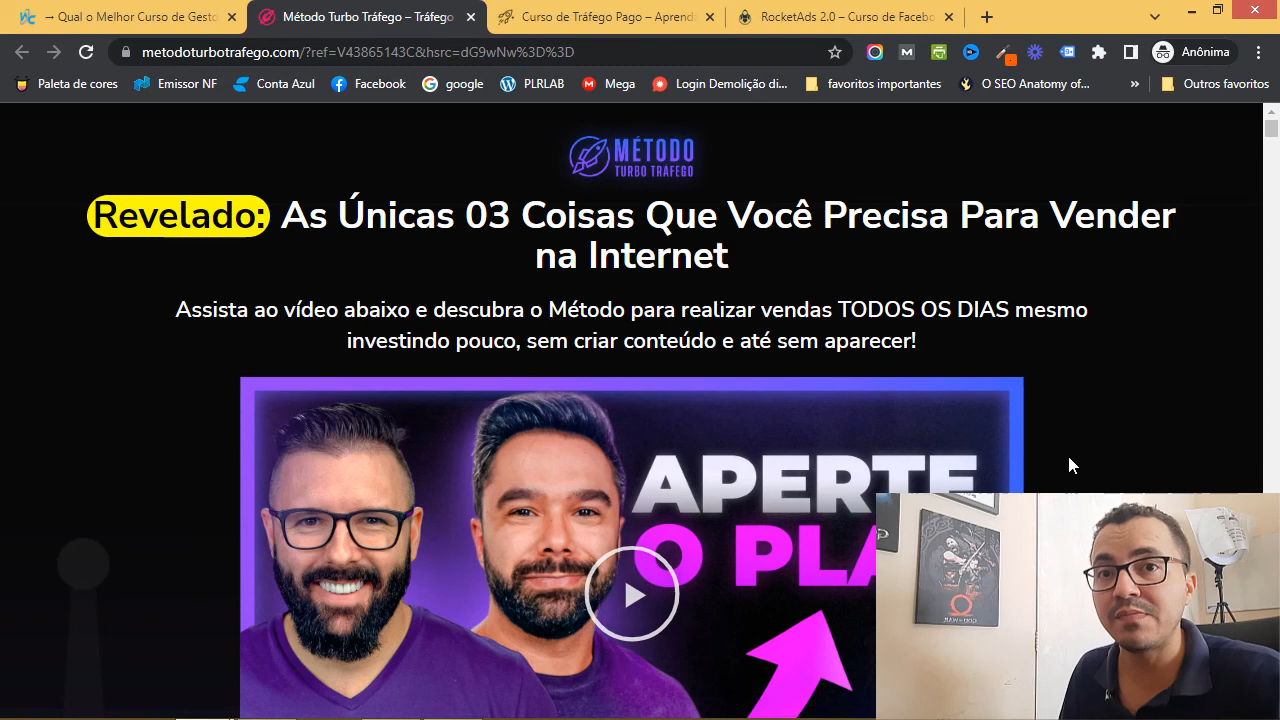 → Qual o Melhor Curso de Gesto
Método Turbo Tráfego – Tráfego
Curso de Tráfego Pago – Aprend
RocketAds 2.0 – Curso de Facebo
metodoturbotrafego.com/?ref=V43865143C&hsrc=dG9wNw%3D%3D
Anônima
Paleta de cores
Emissor NF
Conta Azul
Facebook
google
PLRLAB
Mega
Login Demolição di...
favoritos importantes
O SEO Anatomy of...
»
Outros favoritos
MÉTODO
TURBO TRÁFEGO
Revelado: As Únicas 03 Coisas Que Você Precisa Para Vender
na Internet
Assista ao vídeo abaixo e descubra o Método para realizar vendas TODOS OS DIAS mesmo
investindo pouco, sem criar conteúdo e até sem aparecer!
APERTE
O PLA